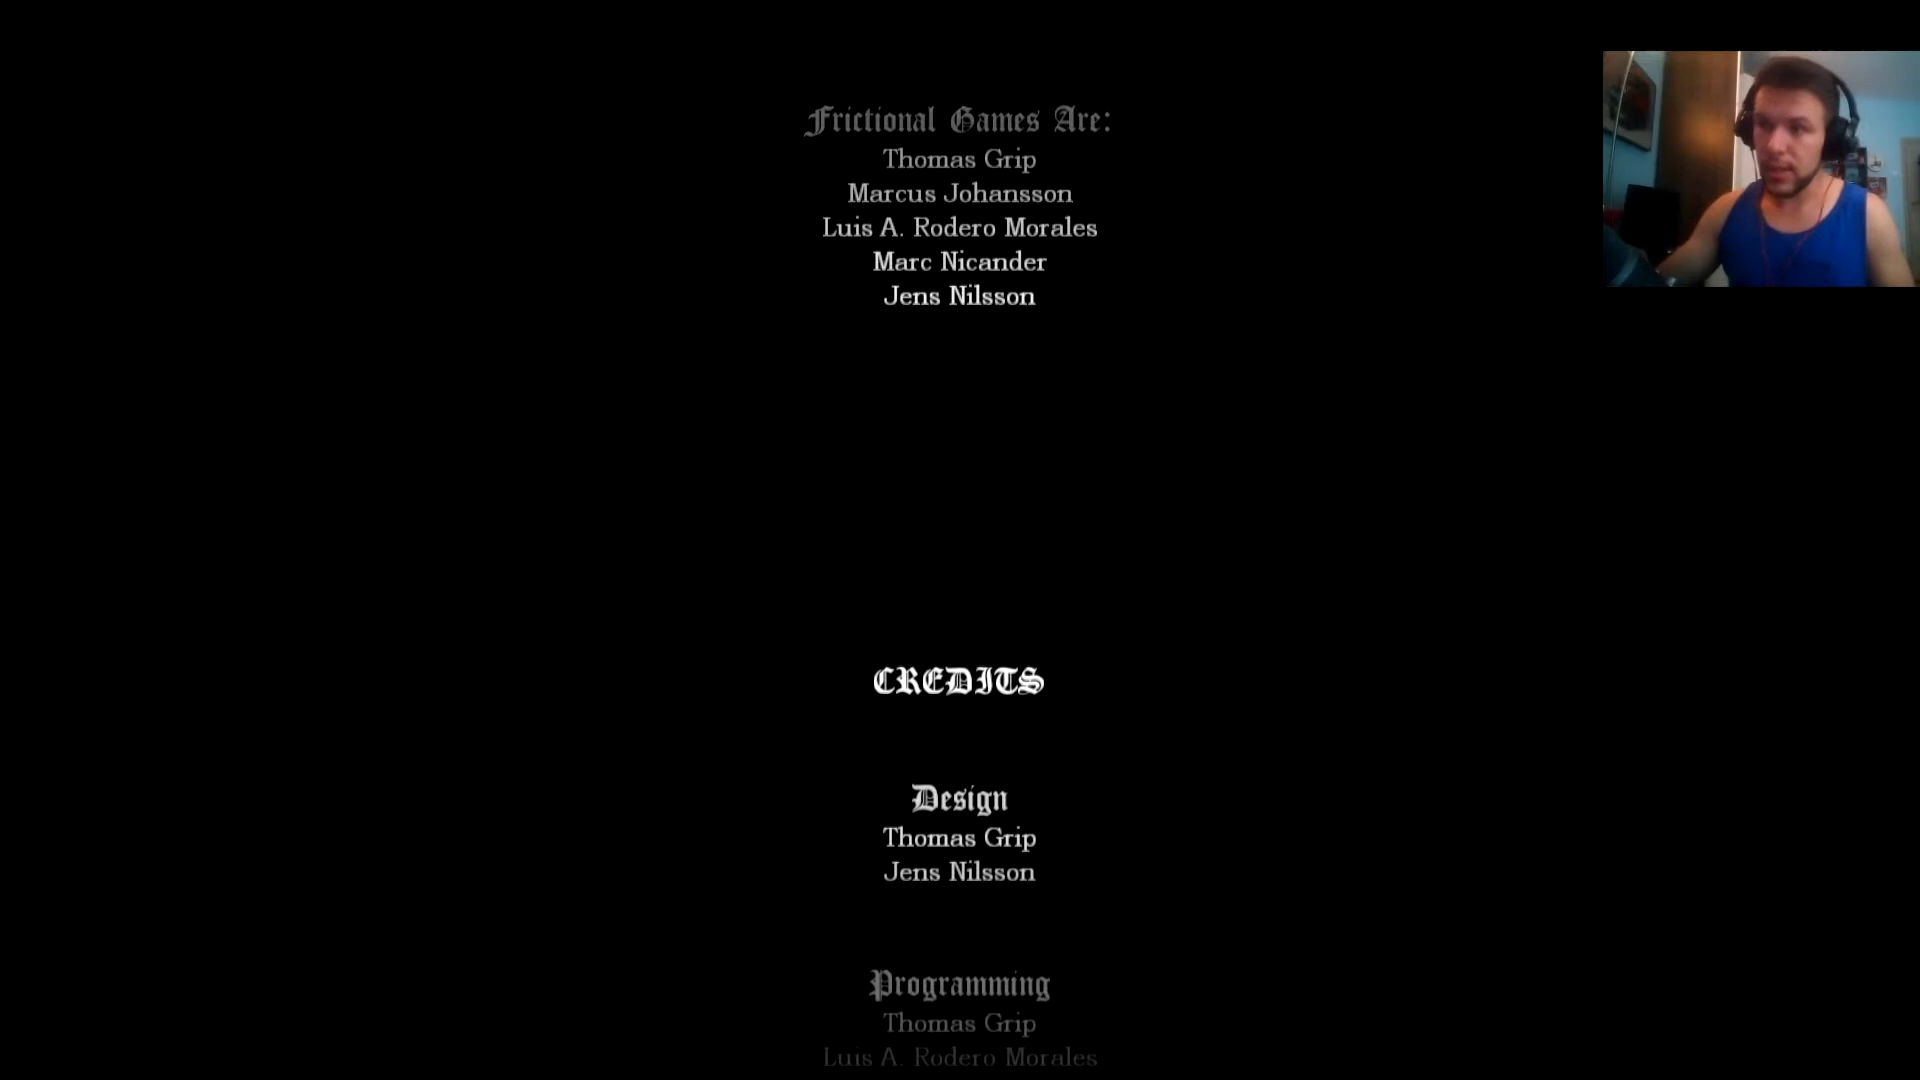 Frictional Games Are:
Thomas Grip
Marcus Johansson
Luis A. Rodero Morales
Marc Nicander
Jens Nilsson
CREDITS
Design
Thomas Grip
Jens Nilsson
Programming
Thomas Grip
Luis A. Rodero Morales